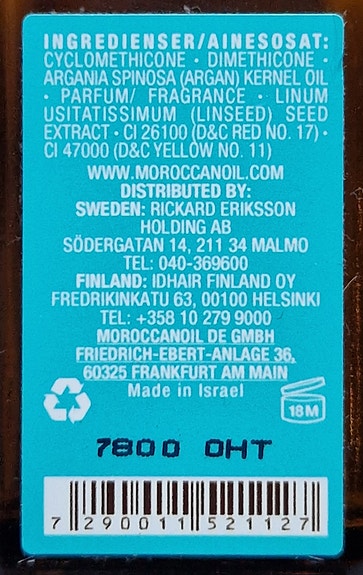 INGREDIENSER/AINESOSAT:
CYCLOMETHICONE · DIMETHICONE ·
ARGANIA SPINOSA (ARGAN) KERNEL OIL
· PARFUM/ FRAGRANCE · LINUM
USITATISSIMUM (LINSEED) SEED
EXTRACT · CI 26100 (D&C RED NO. 17) ·
CI 47000 (D&C YELLOW NO. 11)
WWW.MOROCCANOIL.COM
DISTRIBUTED BY:
SWEDEN: RICKARD ERIKSSON
HOLDING AB
SÖDERGATAN 14, 211 34 MALMO
TEL: 040-369600
FINLAND: IDHAIR FINLAND OY
FREDRIKINKATU 63, 00100 HELSINKI
TEL: +358 10 279 9000
MOROCCANOIL DE GMBH
FRIEDRICH-EBERT-ANLAGE 36,
60325 FRANKFURT AM MAIN
Made in Israel
18M
7800 OHT
7 290011 521127